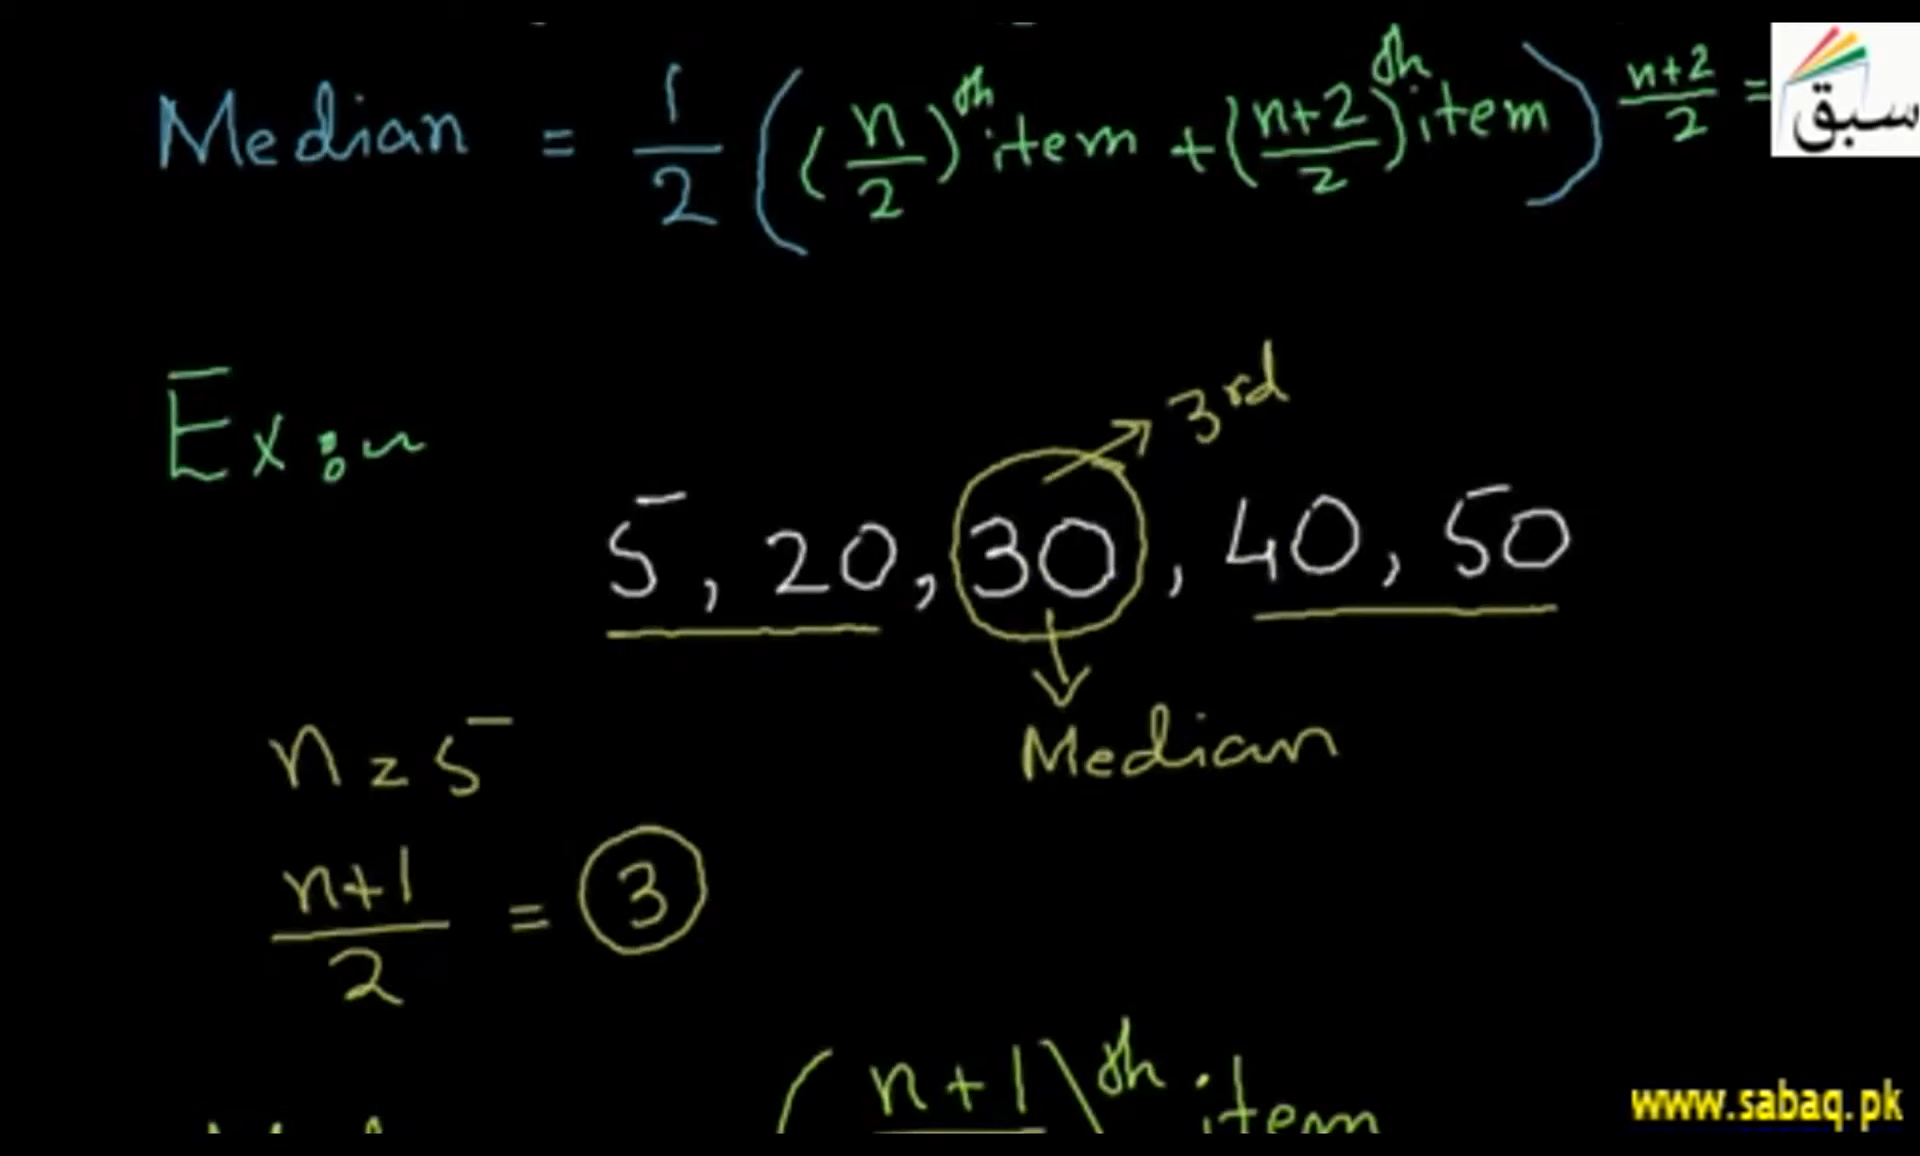 Median = 1/2 ( (n/2)th item + (n+2/2)th item ) n+2/2 =
سبق
Ex:
3rd
5, 20, 30, 40, 50
Median
n = 5
n+1/2 = 3
(n+1)th item
www.sabaq.pk